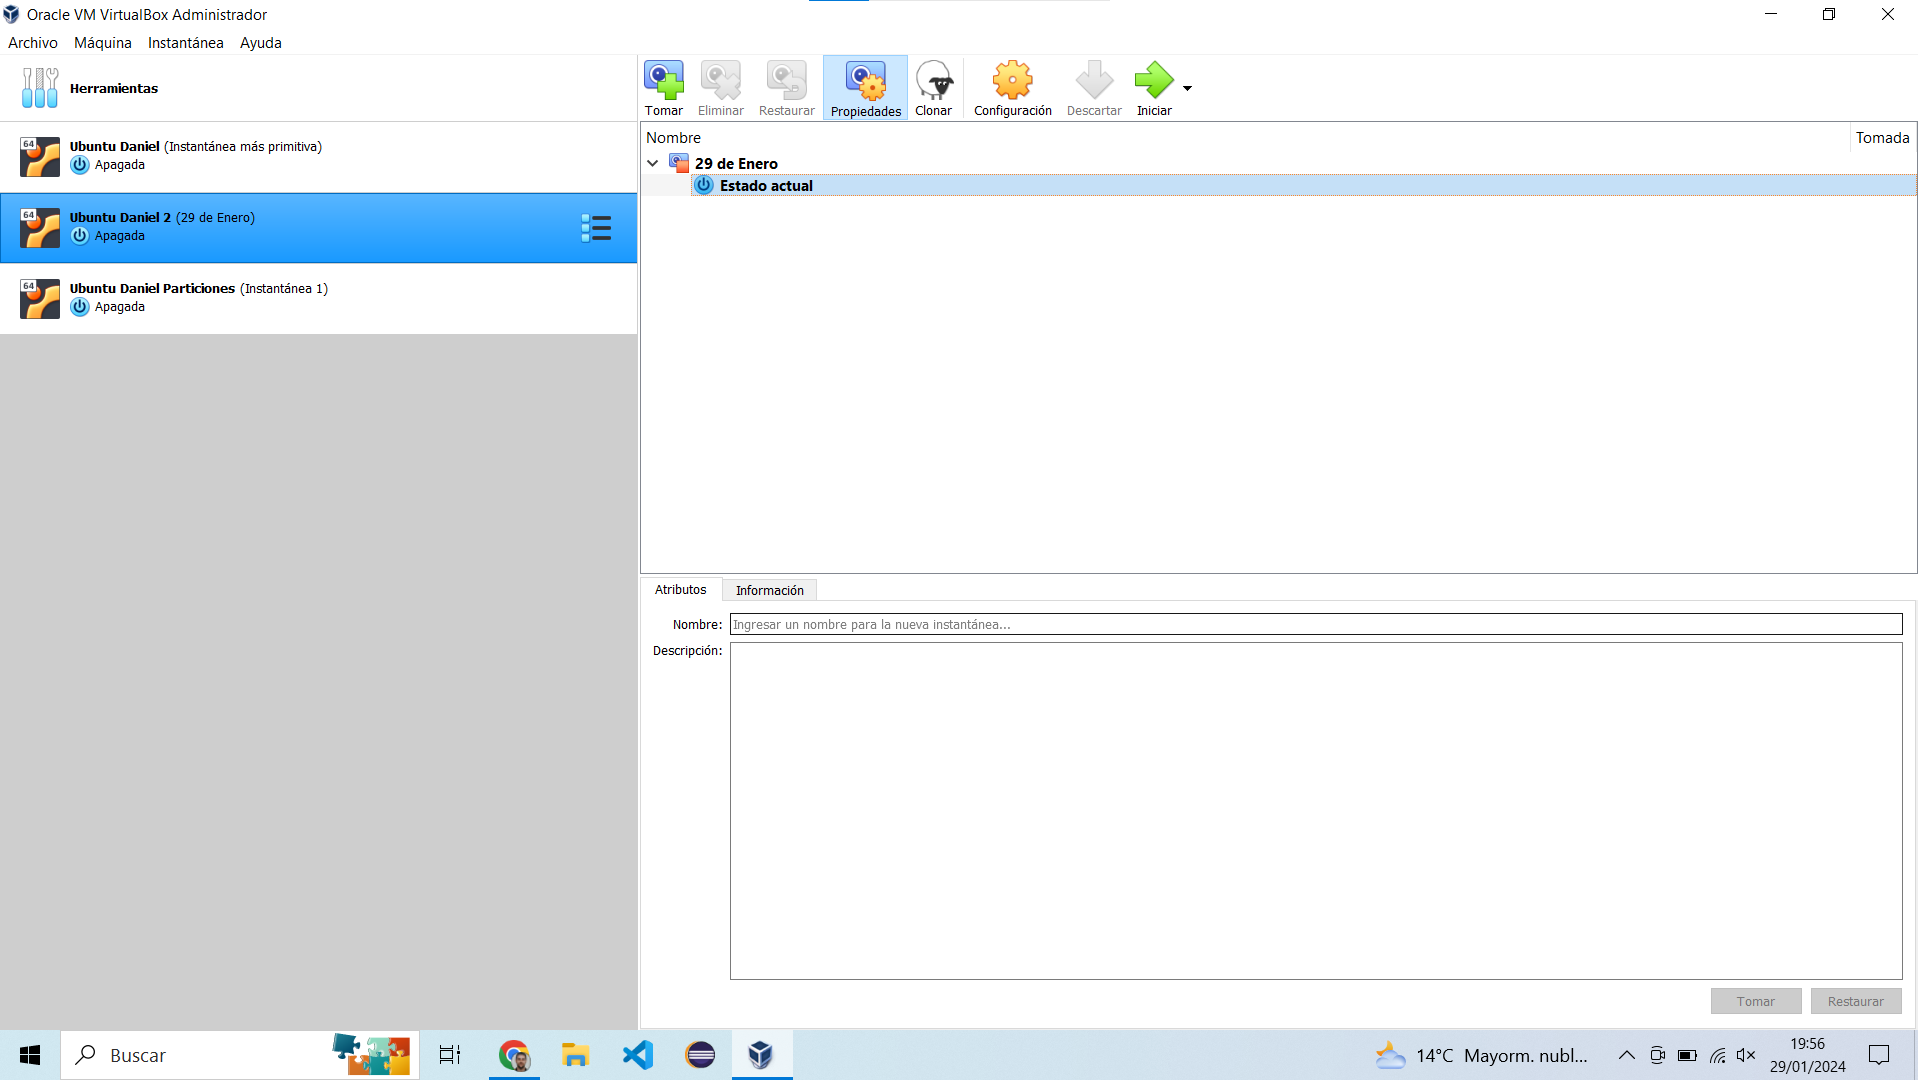 Oracle VM VirtualBox Administrador
Archivo Máquina Instantánea Ayuda
Herramientas
64
Ubuntu Daniel (Instantánea más primitiva)
Apagada
64
Ubuntu Daniel 2 (29 de Enero)
Apagada
64
Ubuntu Daniel Particiones (Instantánea 1)
Apagada
Tomar Eliminar Restaurar Propiedades Clonar Configuración Descartar Iniciar
Nombre Tomada
29 de Enero
Estado actual
Atributos Información
Nombre: Ingresar un nombre para la nueva instantánea...
Descripción:
Tomar Restaurar
Buscar
14°C Mayorm. nubl...
19:56
29/01/2024